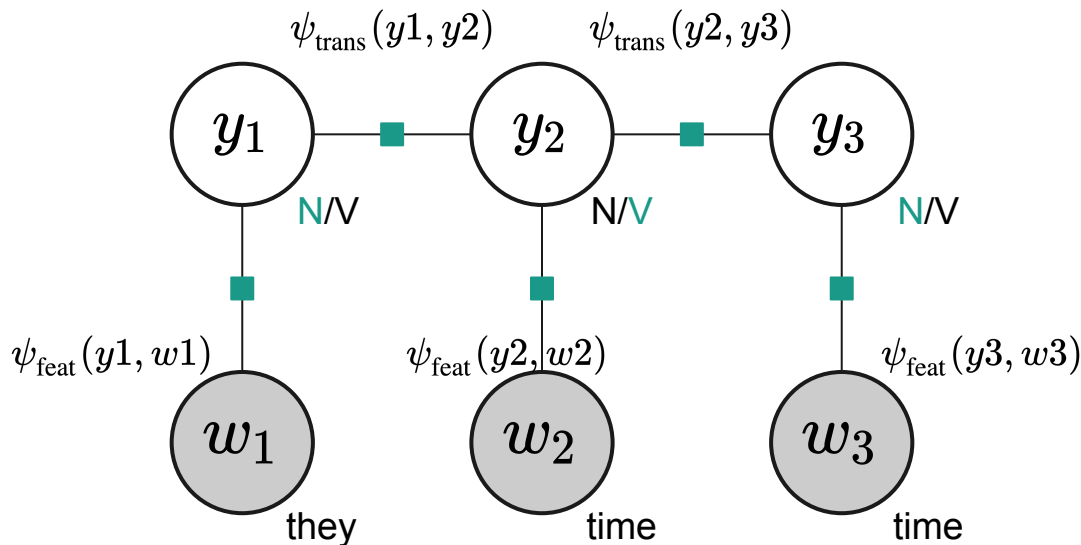 ψtrans(y1, y2) ψtrans(y2, y3)
y1 y2 y3
N/V N/V N/V
ψfeat(y1, w1) ψfeat(y2, w2) ψfeat(y3, w3)
w1 w2 w3
they time time